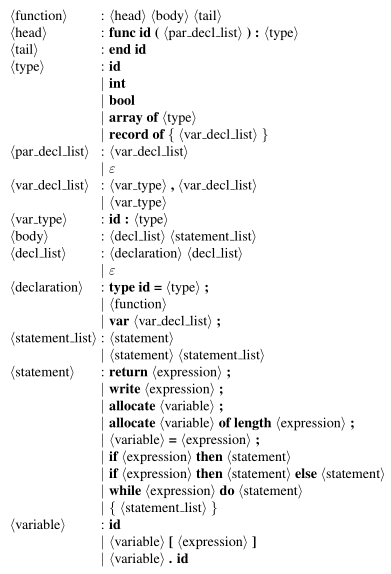 ⟨function⟩ : ⟨head⟩ ⟨body⟩ ⟨tail⟩
⟨head⟩ : func id ( ⟨par_decl_list⟩ ) : ⟨type⟩
⟨tail⟩ : end id
⟨type⟩ : id
| int
| bool
| array of ⟨type⟩
| record of { ⟨var_decl_list⟩ }
⟨par_decl_list⟩ : ⟨var_decl_list⟩
| ε
⟨var_decl_list⟩ : ⟨var_type⟩ , ⟨var_decl_list⟩
| ⟨var_type⟩
⟨var_type⟩ : id : ⟨type⟩
⟨body⟩ : ⟨decl_list⟩ ⟨statement_list⟩
⟨decl_list⟩ : ⟨declaration⟩ ⟨decl_list⟩
| ε
⟨declaration⟩ : type id = ⟨type⟩ ;
| ⟨function⟩
| var ⟨var_decl_list⟩ ;
⟨statement_list⟩ : ⟨statement⟩
| ⟨statement⟩ ⟨statement_list⟩
⟨statement⟩ : return ⟨expression⟩ ;
| write ⟨expression⟩ ;
| allocate ⟨variable⟩ ;
| allocate ⟨variable⟩ of length ⟨expression⟩ ;
| ⟨variable⟩ = ⟨expression⟩ ;
| if ⟨expression⟩ then ⟨statement⟩
| if ⟨expression⟩ then ⟨statement⟩ else ⟨statement⟩
| while ⟨expression⟩ do ⟨statement⟩
| { ⟨statement_list⟩ }
⟨variable⟩ : id
| ⟨variable⟩ [ ⟨expression⟩ ]
| ⟨variable⟩ . id